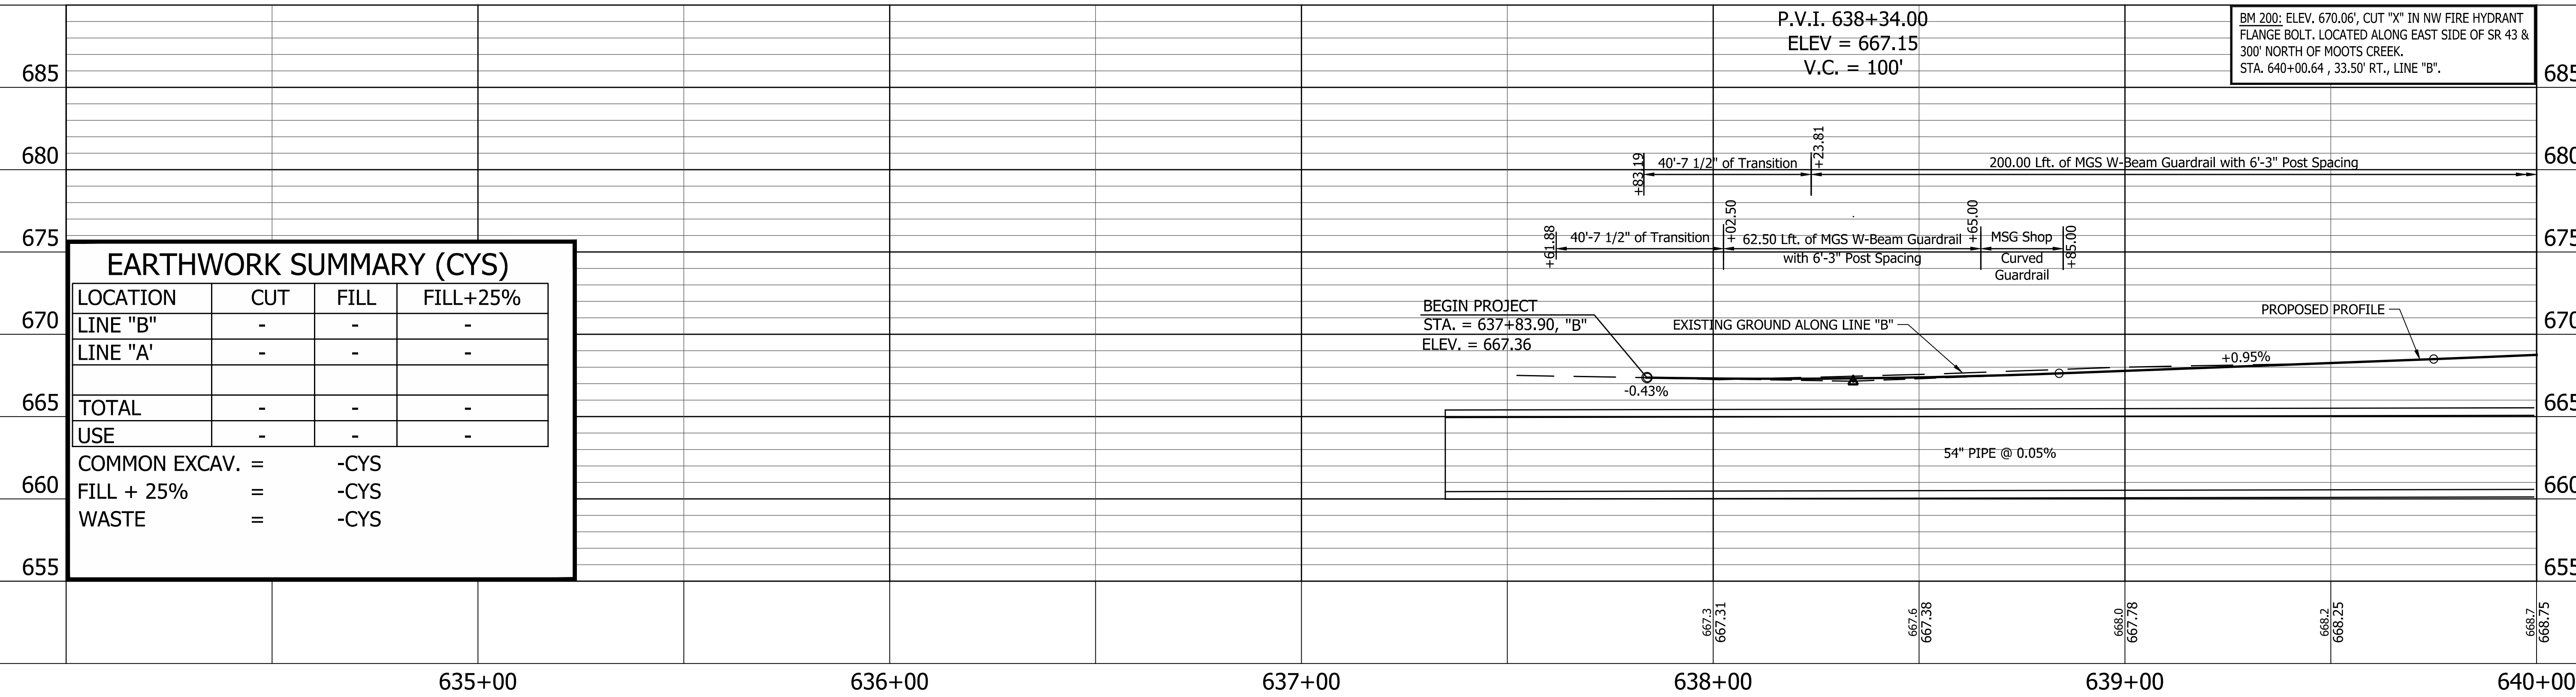 P.V.I. 638+34.00
ELEV = 667.15
V.C. = 100'
BM 200: ELEV. 670.06', CUT "X" IN NW FIRE HYDRANT
FLANGE BOLT. LOCATED ALONG EAST SIDE OF SR 43 &
300' NORTH OF MOOTS CREEK.
STA. 640+00.64 , 33.50' RT., LINE "B".
685
685
680
680
675
675
670
670
665
665
660
660
655
655
+83.19
40'-7 1/2" of Transition
+23.81
200.00 Lft. of MGS W-Beam Guardrail with 6'-3" Post Spacing
+61.88
40'-7 1/2" of Transition
+02.50
62.50 Lft. of MGS W-Beam Guardrail
with 6'-3" Post Spacing
+65.00
MSG Shop
Curved
Guardrail
+85.00
EARTHWORK SUMMARY (CYS)
LOCATION CUT FILL FILL+25%
LINE "B" - - -
LINE "A' - - -
TOTAL - - -
USE - - -
COMMON EXCAV. = -CYS
FILL + 25% = -CYS
WASTE = -CYS
BEGIN PROJECT
STA. = 637+83.90, "B"
ELEV. = 667.36
EXISTING GROUND ALONG LINE "B"
PROPOSED PROFILE
-0.43%
+0.95%
54" PIPE @ 0.05%
667.3
667.31
667.6
667.38
668.0
667.78
668.2
668.25
668.7
668.75
635+00
636+00
637+00
638+00
639+00
640+00